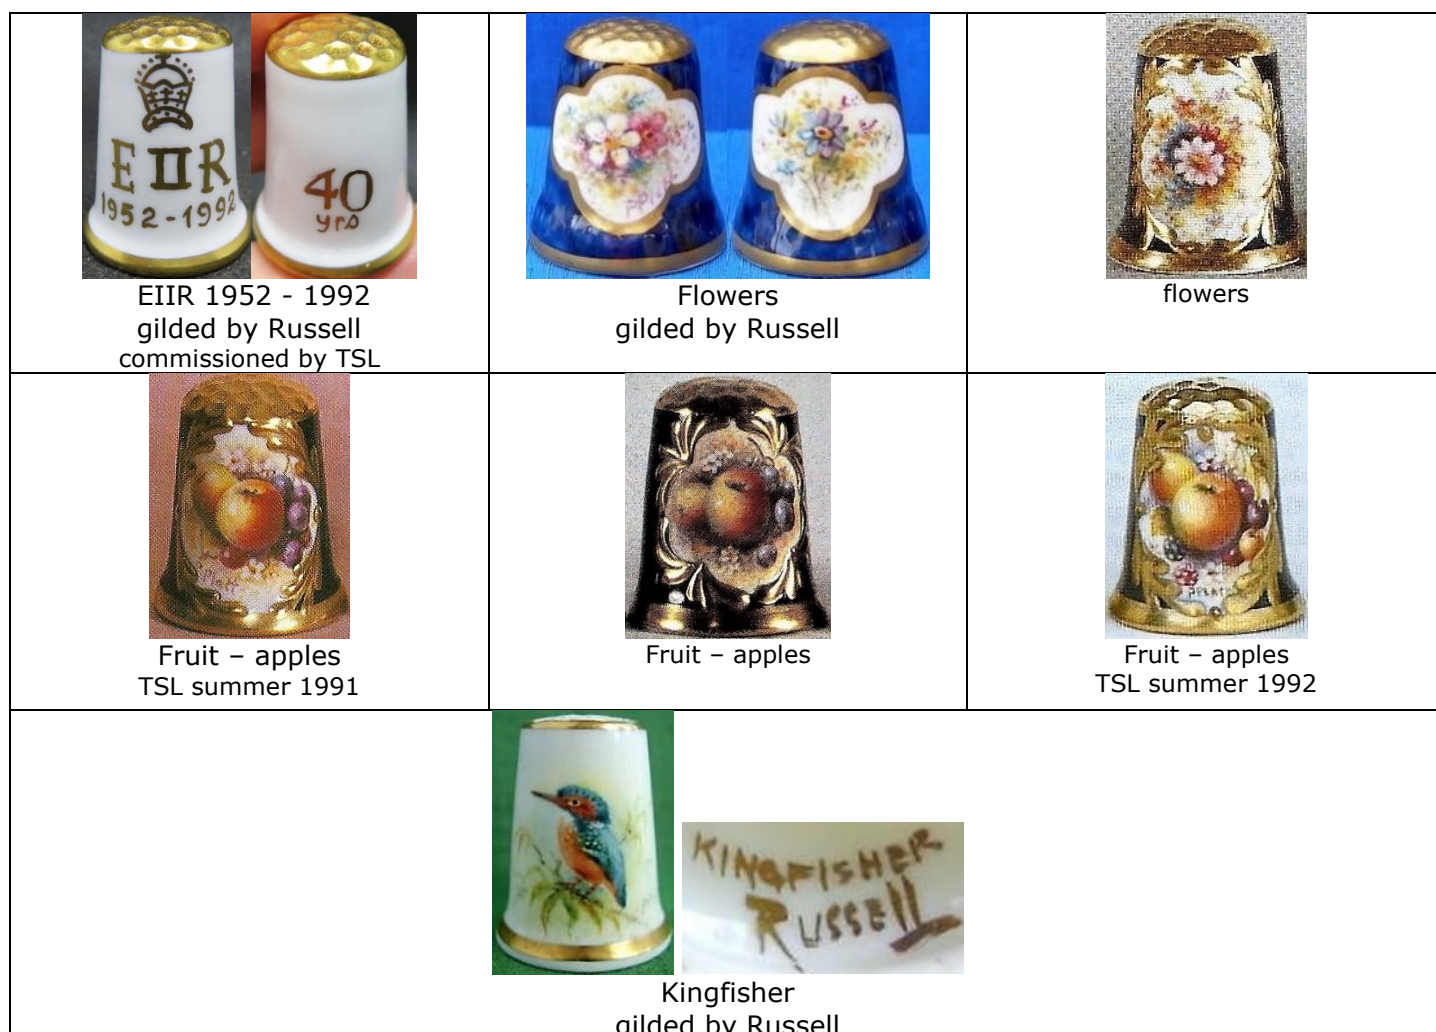 EIIR
1952-1992
40
yrs
EIIR 1952 - 1992
gilded by Russell
commissioned by TSL
Flowers
gilded by Russell
flowers
Fruit – apples
TSL summer 1991
Fruit – apples
Fruit – apples
TSL summer 1992
KINGFISHER
RUSSEll
Kingfisher
gilded by Russell